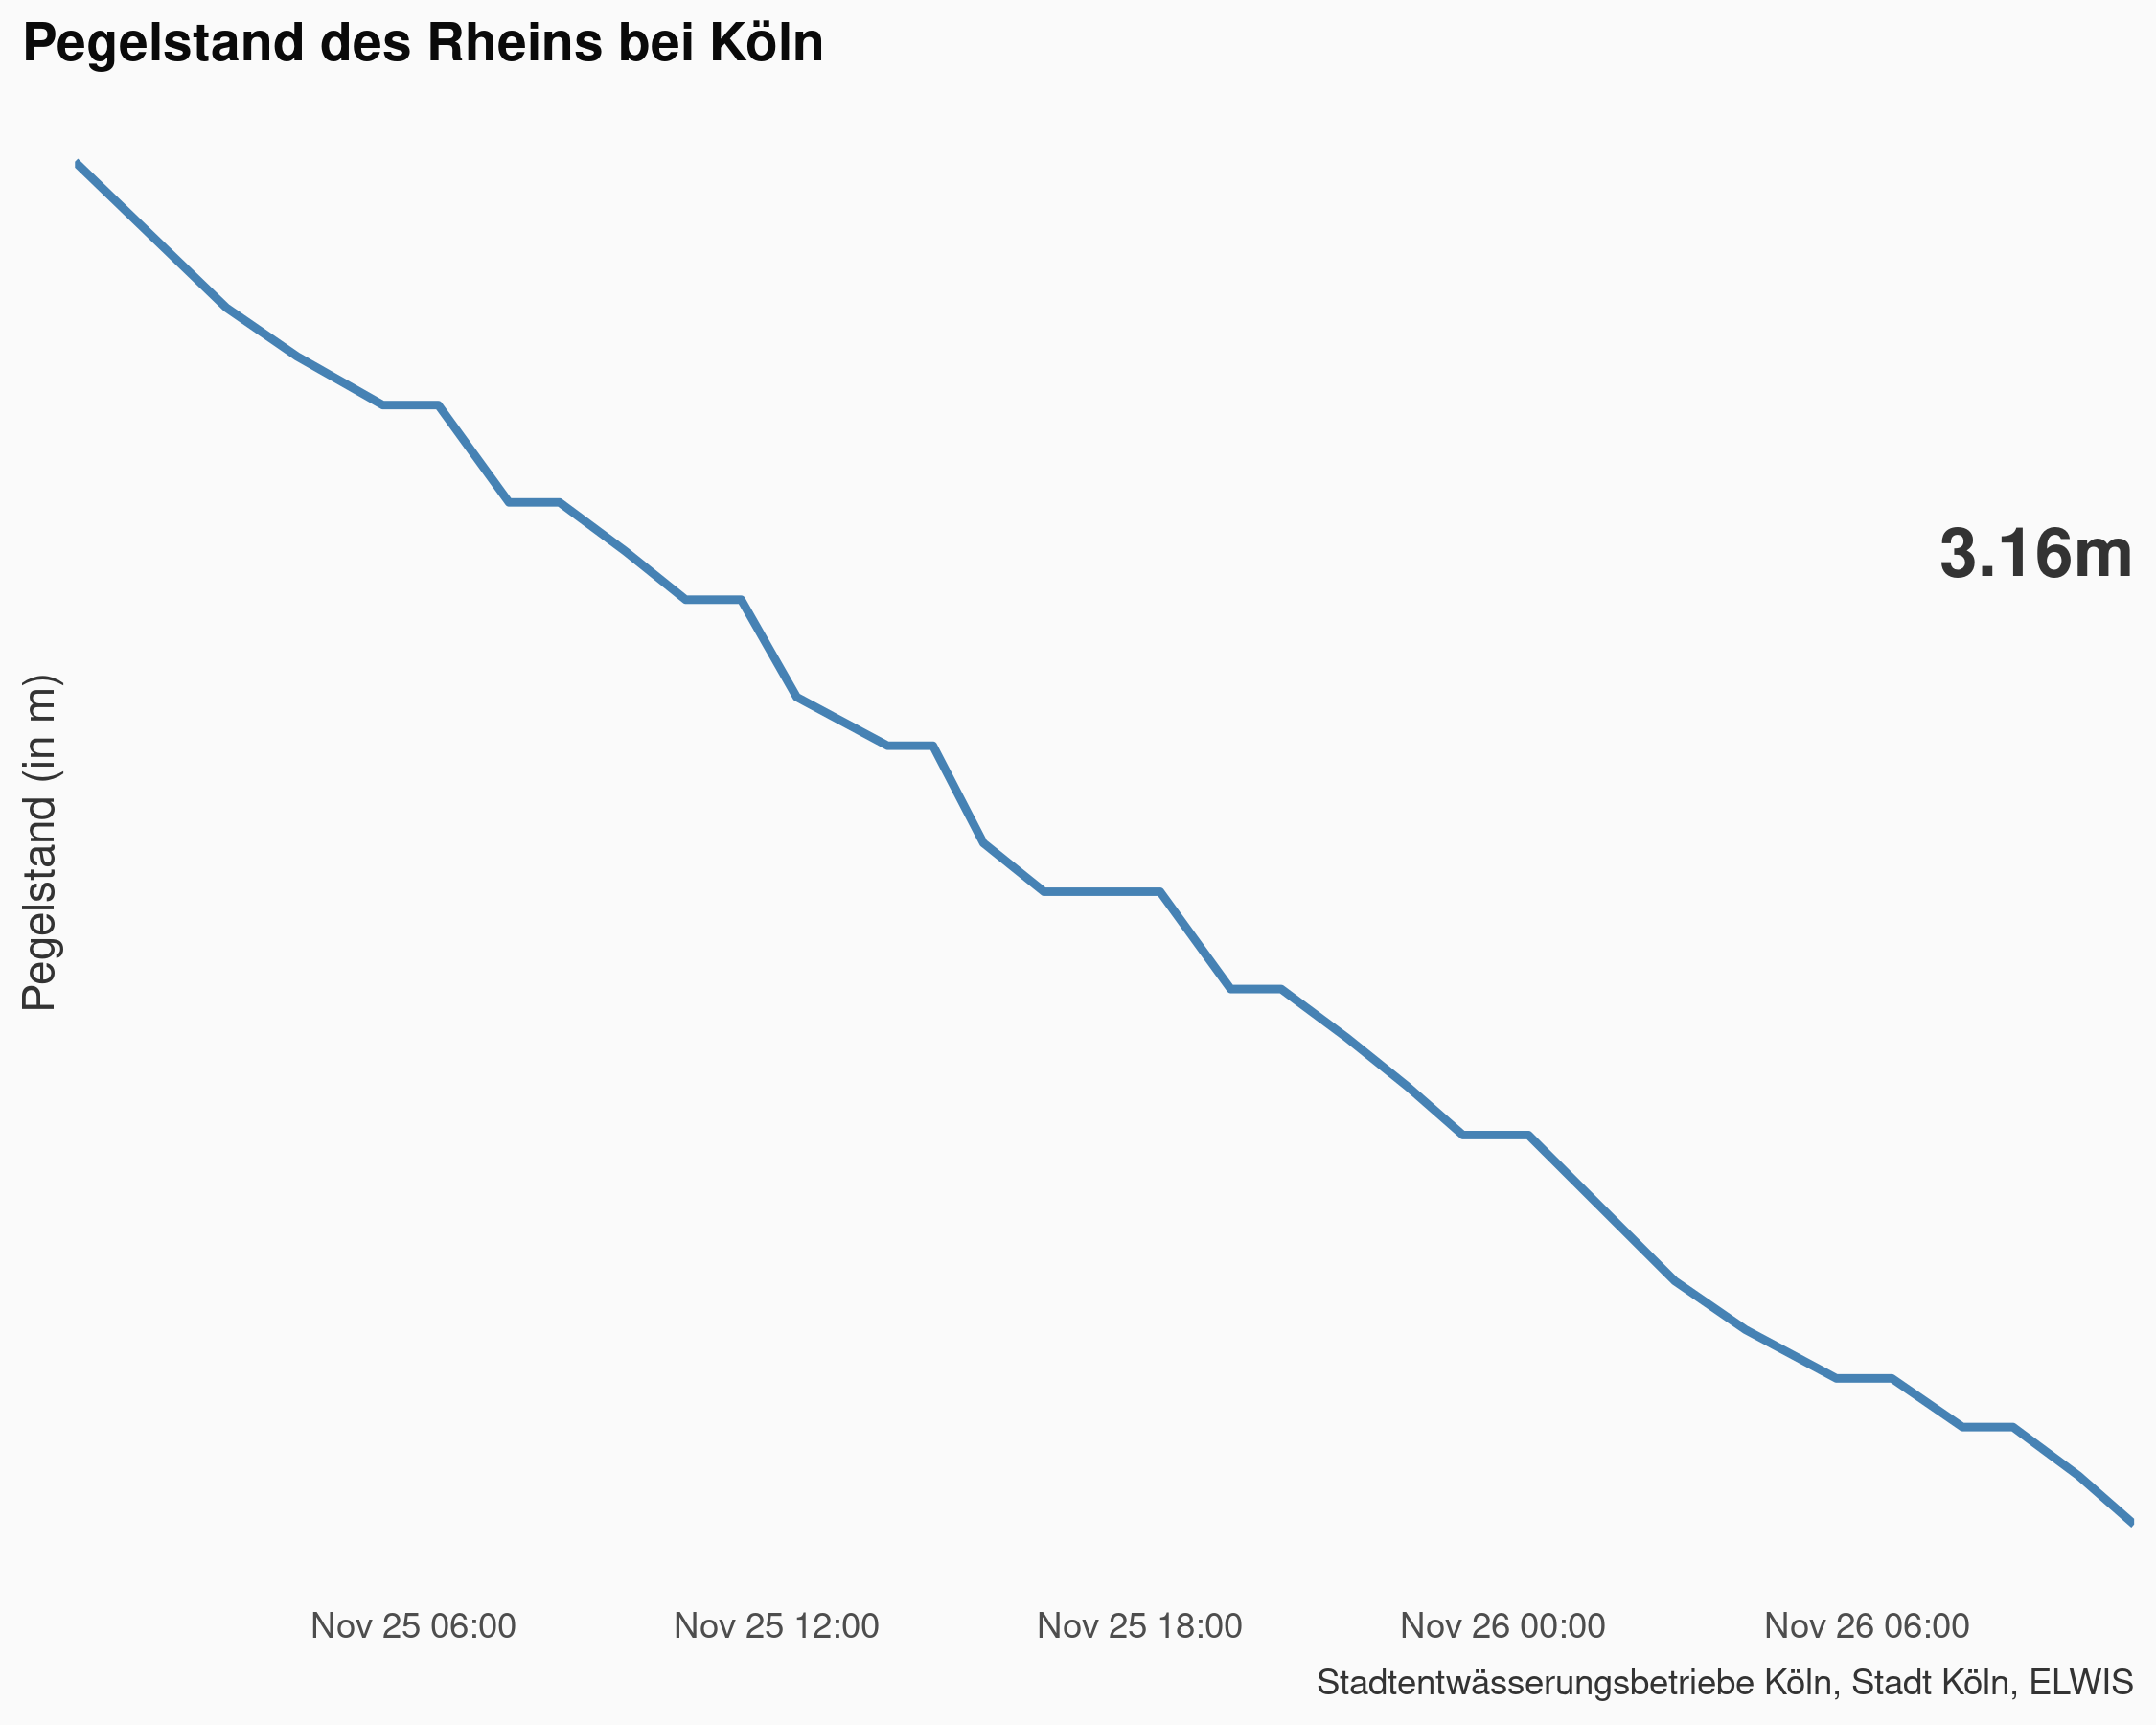 Pegelstand des Rheins bei Köln
3.16m
Pegelstand (in m)
Nov 25 06:00 Nov 25 12:00 Nov 25 18:00 Nov 26 00:00 Nov 26 06:00
Stadtentwässerungsbetriebe Köln, Stadt Köln, ELWIS